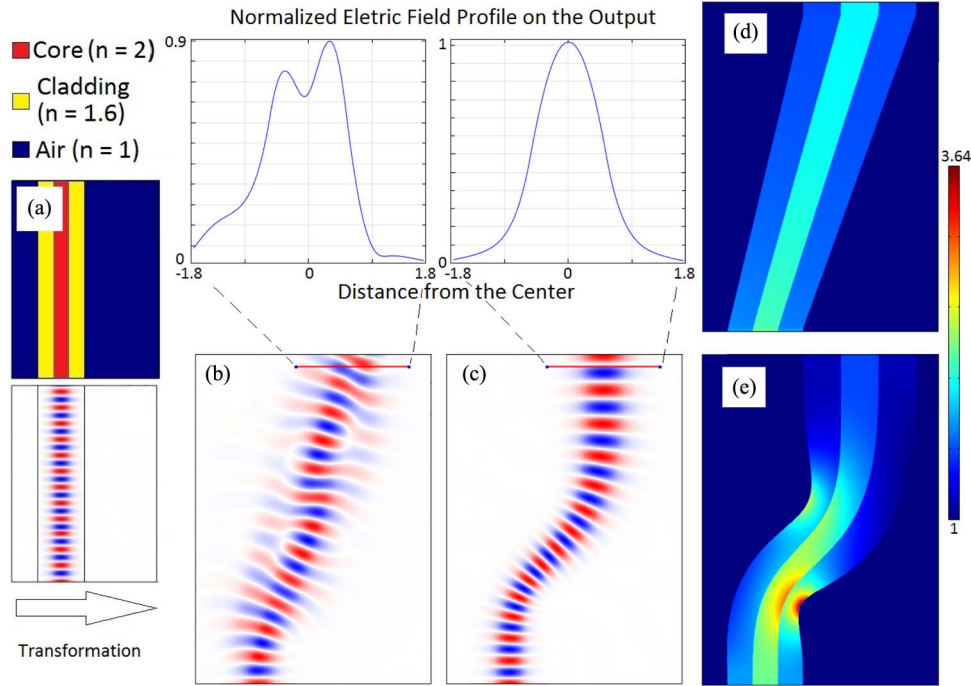 Normalized Eletric Field Profile on the Output
Core (n = 2)
Cladding
(n = 1.6)
Air (n = 1)
(a)
0.9
0
-1.8
0
1.8
1
0
-1.8
0
1.8
Distance from the Center
(b)
(c)
(d)
(e)
3.64
1
Transformation